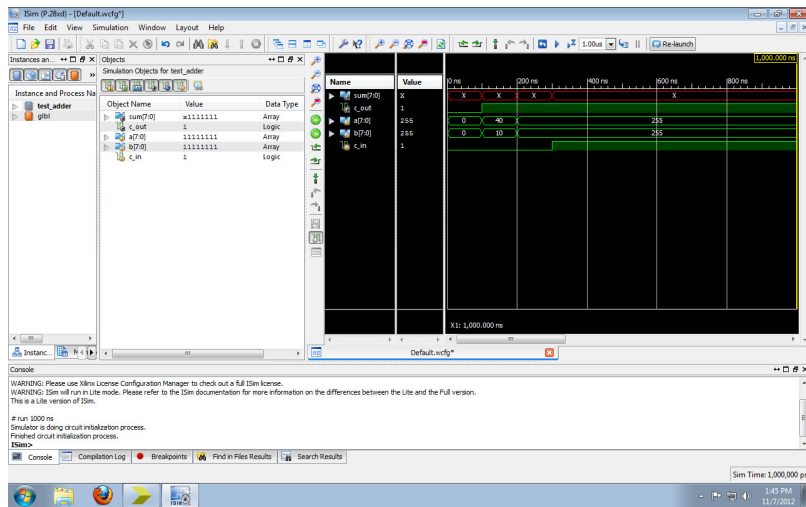 ISim (P.28xd) - [Default.wcfg*]
File Edit View Simulation Window Layout Help
1.00us Re-launch
Instances an...
Objects
Simulation Objects for test_adder
Instance and Process Na
test_adder
glbl
Object Name Value Data Type
sum[7:0] x1111111 Array
c_out 1 Logic
a[7:0] 11111111 Array
b[7:0] 11111111 Array
c_in 1 Logic
1,000.000 ns
Name Value
0 ns 200 ns 400 ns 600 ns 800 ns
sum[7:0] X X X X X
c_out 1
a[7:0] 255 0 40 255
b[7:0] 255 0 10 255
c_in 1
X1: 1,000.000 ns
Instanc...
Default.wcfg*
Console
WARNING: Please use Xilinx License Configuration Manager to check out a full ISim license.
WARNING: ISim will run in Lite mode. Please refer to the ISim documentation for more information on the differences between the Lite and the Full version.
This is a Lite version of ISim.
# run 1000 ns
Simulator is doing circuit initialization process.
Finished circuit initialization process.
ISim>
Console Compilation Log Breakpoints Find in Files Results Search Results
Sim Time: 1,000,000 ps
1:45 PM
11/7/2012